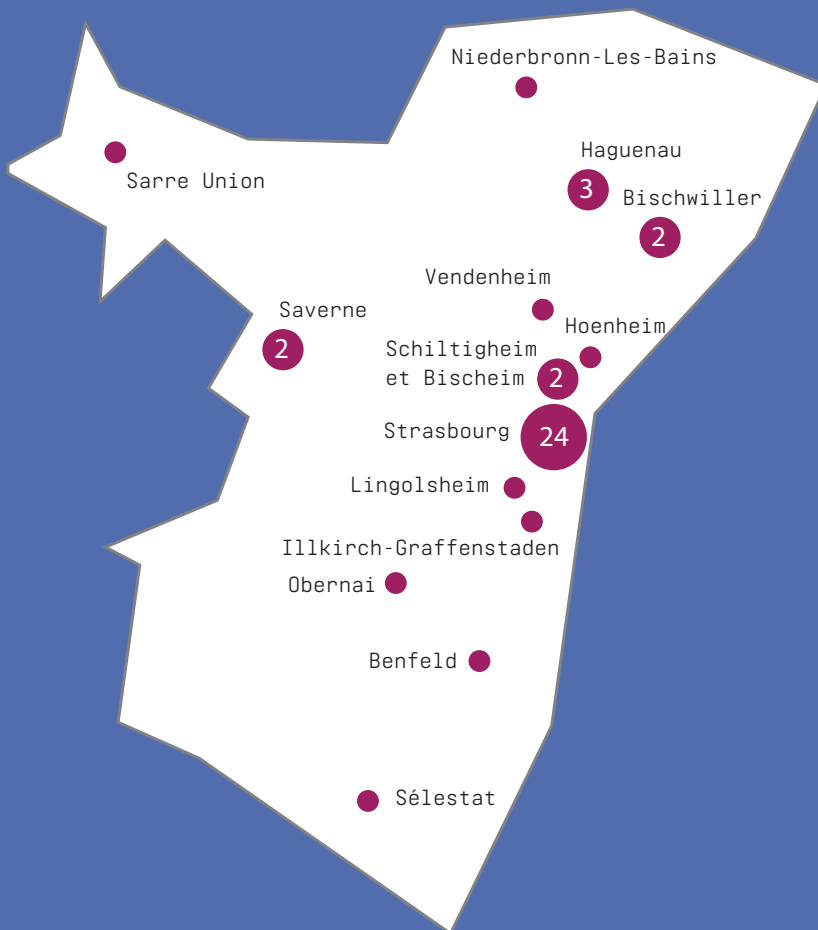 Niederbronn-Les-Bains
Sarre Union
Haguenau
3
Bischwiller
2
Vendenheim
Saverne
2
Hoenheim
Schiltigheim
et Bischeim
2
Strasbourg
24
Lingolsheim
Illkirch-Graffenstaden
Obernai
Benfeld
Sélestat